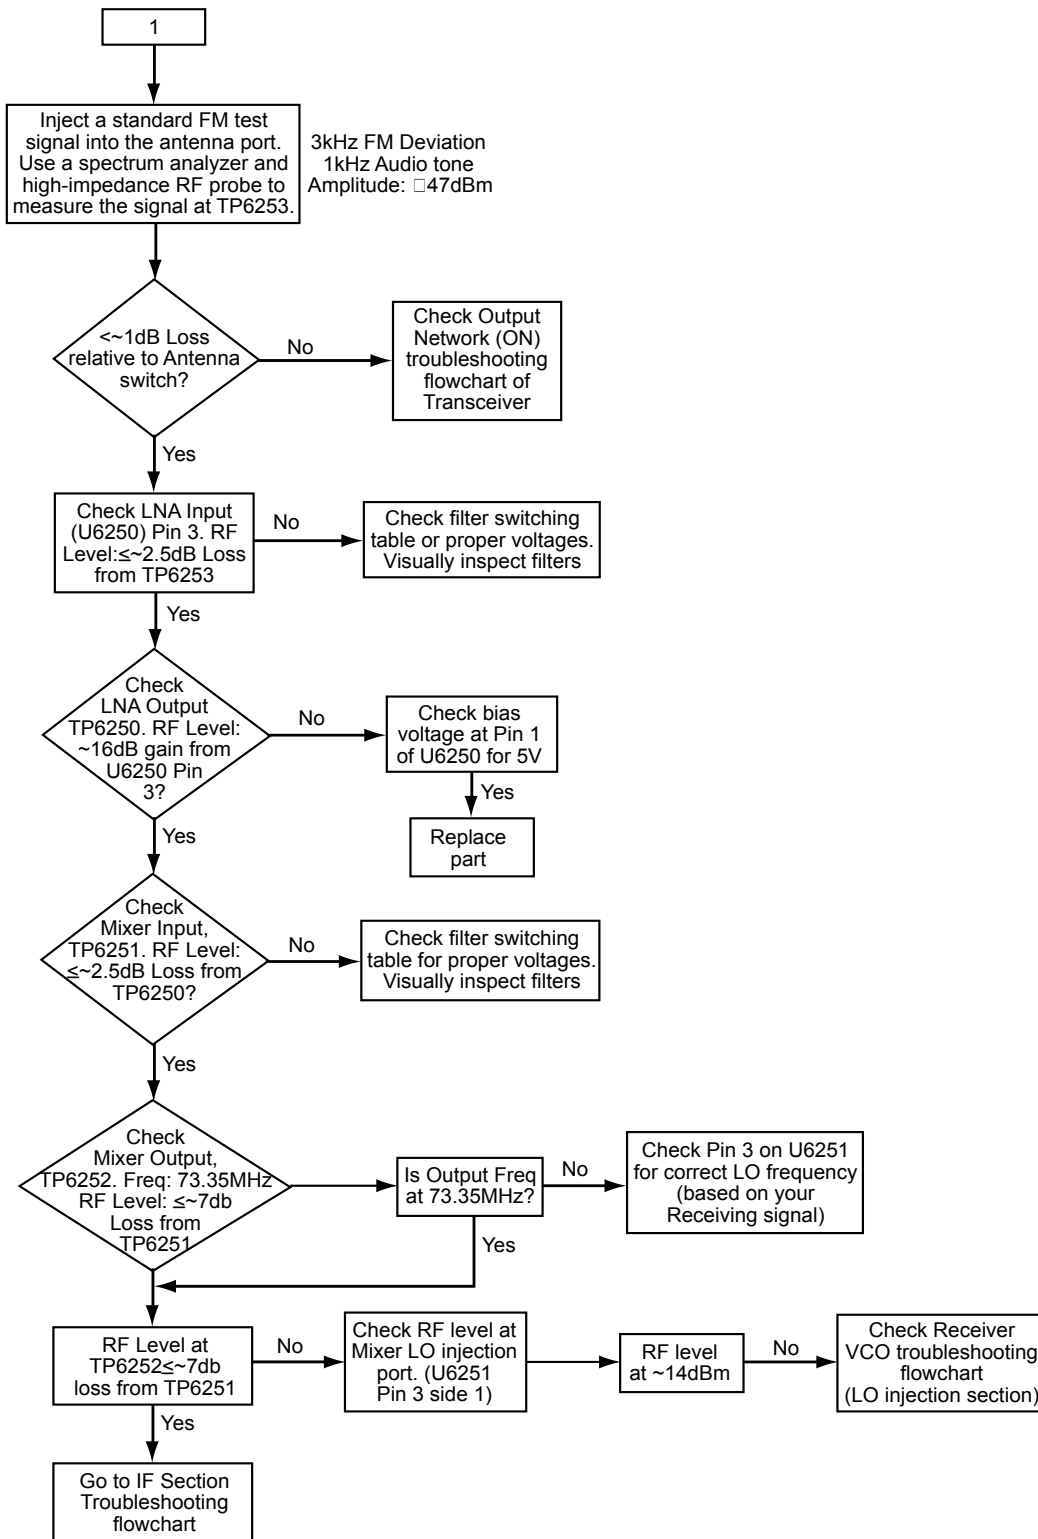 1
Inject a standard FM test
signal into the antenna port.
Use a spectrum analyzer and
high-impedance RF probe to
measure the signal at TP6253.
3kHz FM Deviation
1kHz Audio tone
Amplitude: □47dBm
<~1dB Loss
relative to Antenna
switch?
No
Check Output
Network (ON)
troubleshooting
flowchart of
Transceiver
Yes
Check LNA Input
(U6250) Pin 3. RF
Level:≤~2.5dB Loss
from TP6253
No
Check filter switching
table or proper voltages.
Visually inspect filters
Yes
Check
LNA Output
TP6250. RF Level:
~16dB gain from
U6250 Pin
3?
No
Check bias
voltage at Pin 1
of U6250 for 5V
Yes
Replace
part
Yes
Check
Mixer Input,
TP6251. RF Level:
≤~2.5dB Loss from
TP6250?
No
Check filter switching
table for proper voltages.
Visually inspect filters
Yes
Check
Mixer Output,
TP6252. Freq: 73.35MHz
RF Level: ≤~7db
Loss from
TP6251
Is Output Freq
at 73.35MHz?
No
Check Pin 3 on U6251
for correct LO frequency
(based on your
Receiving signal)
Yes
RF Level at
TP6252≤~7db
loss from TP6251
No
Check RF level at
Mixer LO injection
port. (U6251
Pin 3 side 1)
RF level
at ~14dBm
No
Check Receiver
VCO troubleshooting
flowchart
(LO injection section)
Yes
Go to IF Section
Troubleshooting
flowchart